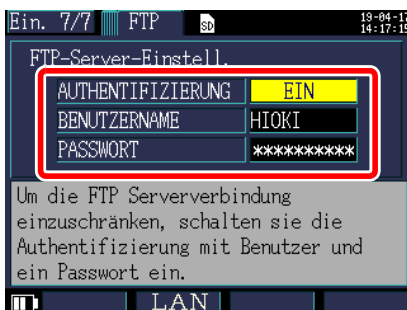 Ein. 7/7 FTP SD 19-04-17
14:17:15
FTP-Server-Einstell.
AUTHENTIFIZIERUNG EIN
BENUTZERNAME HIOKI
PASSWORT **********
Um die FTP Serververbindung
einzuschränken, schalten sie die
Authentifizierung mit Benutzer und
ein Passwort ein.
LAN